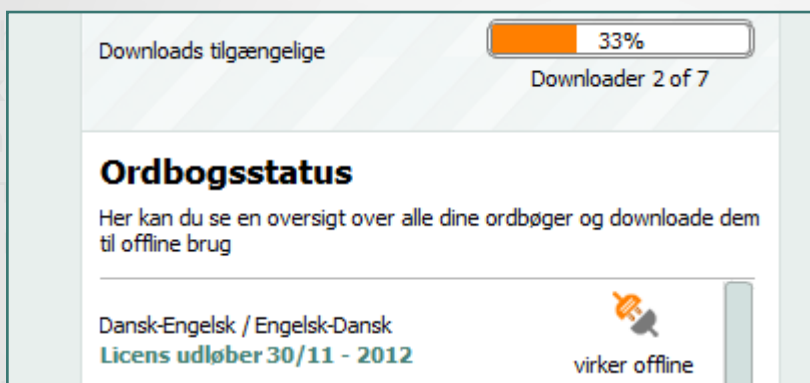 Downloads tilgængelige
33%
Downloader 2 of 7
Ordbogsstatus
Her kan du se en oversigt over alle dine ordbøger og downloade dem
til offline brug
Dansk-Engelsk / Engelsk-Dansk
Licens udløber 30/11 - 2012
virker offline